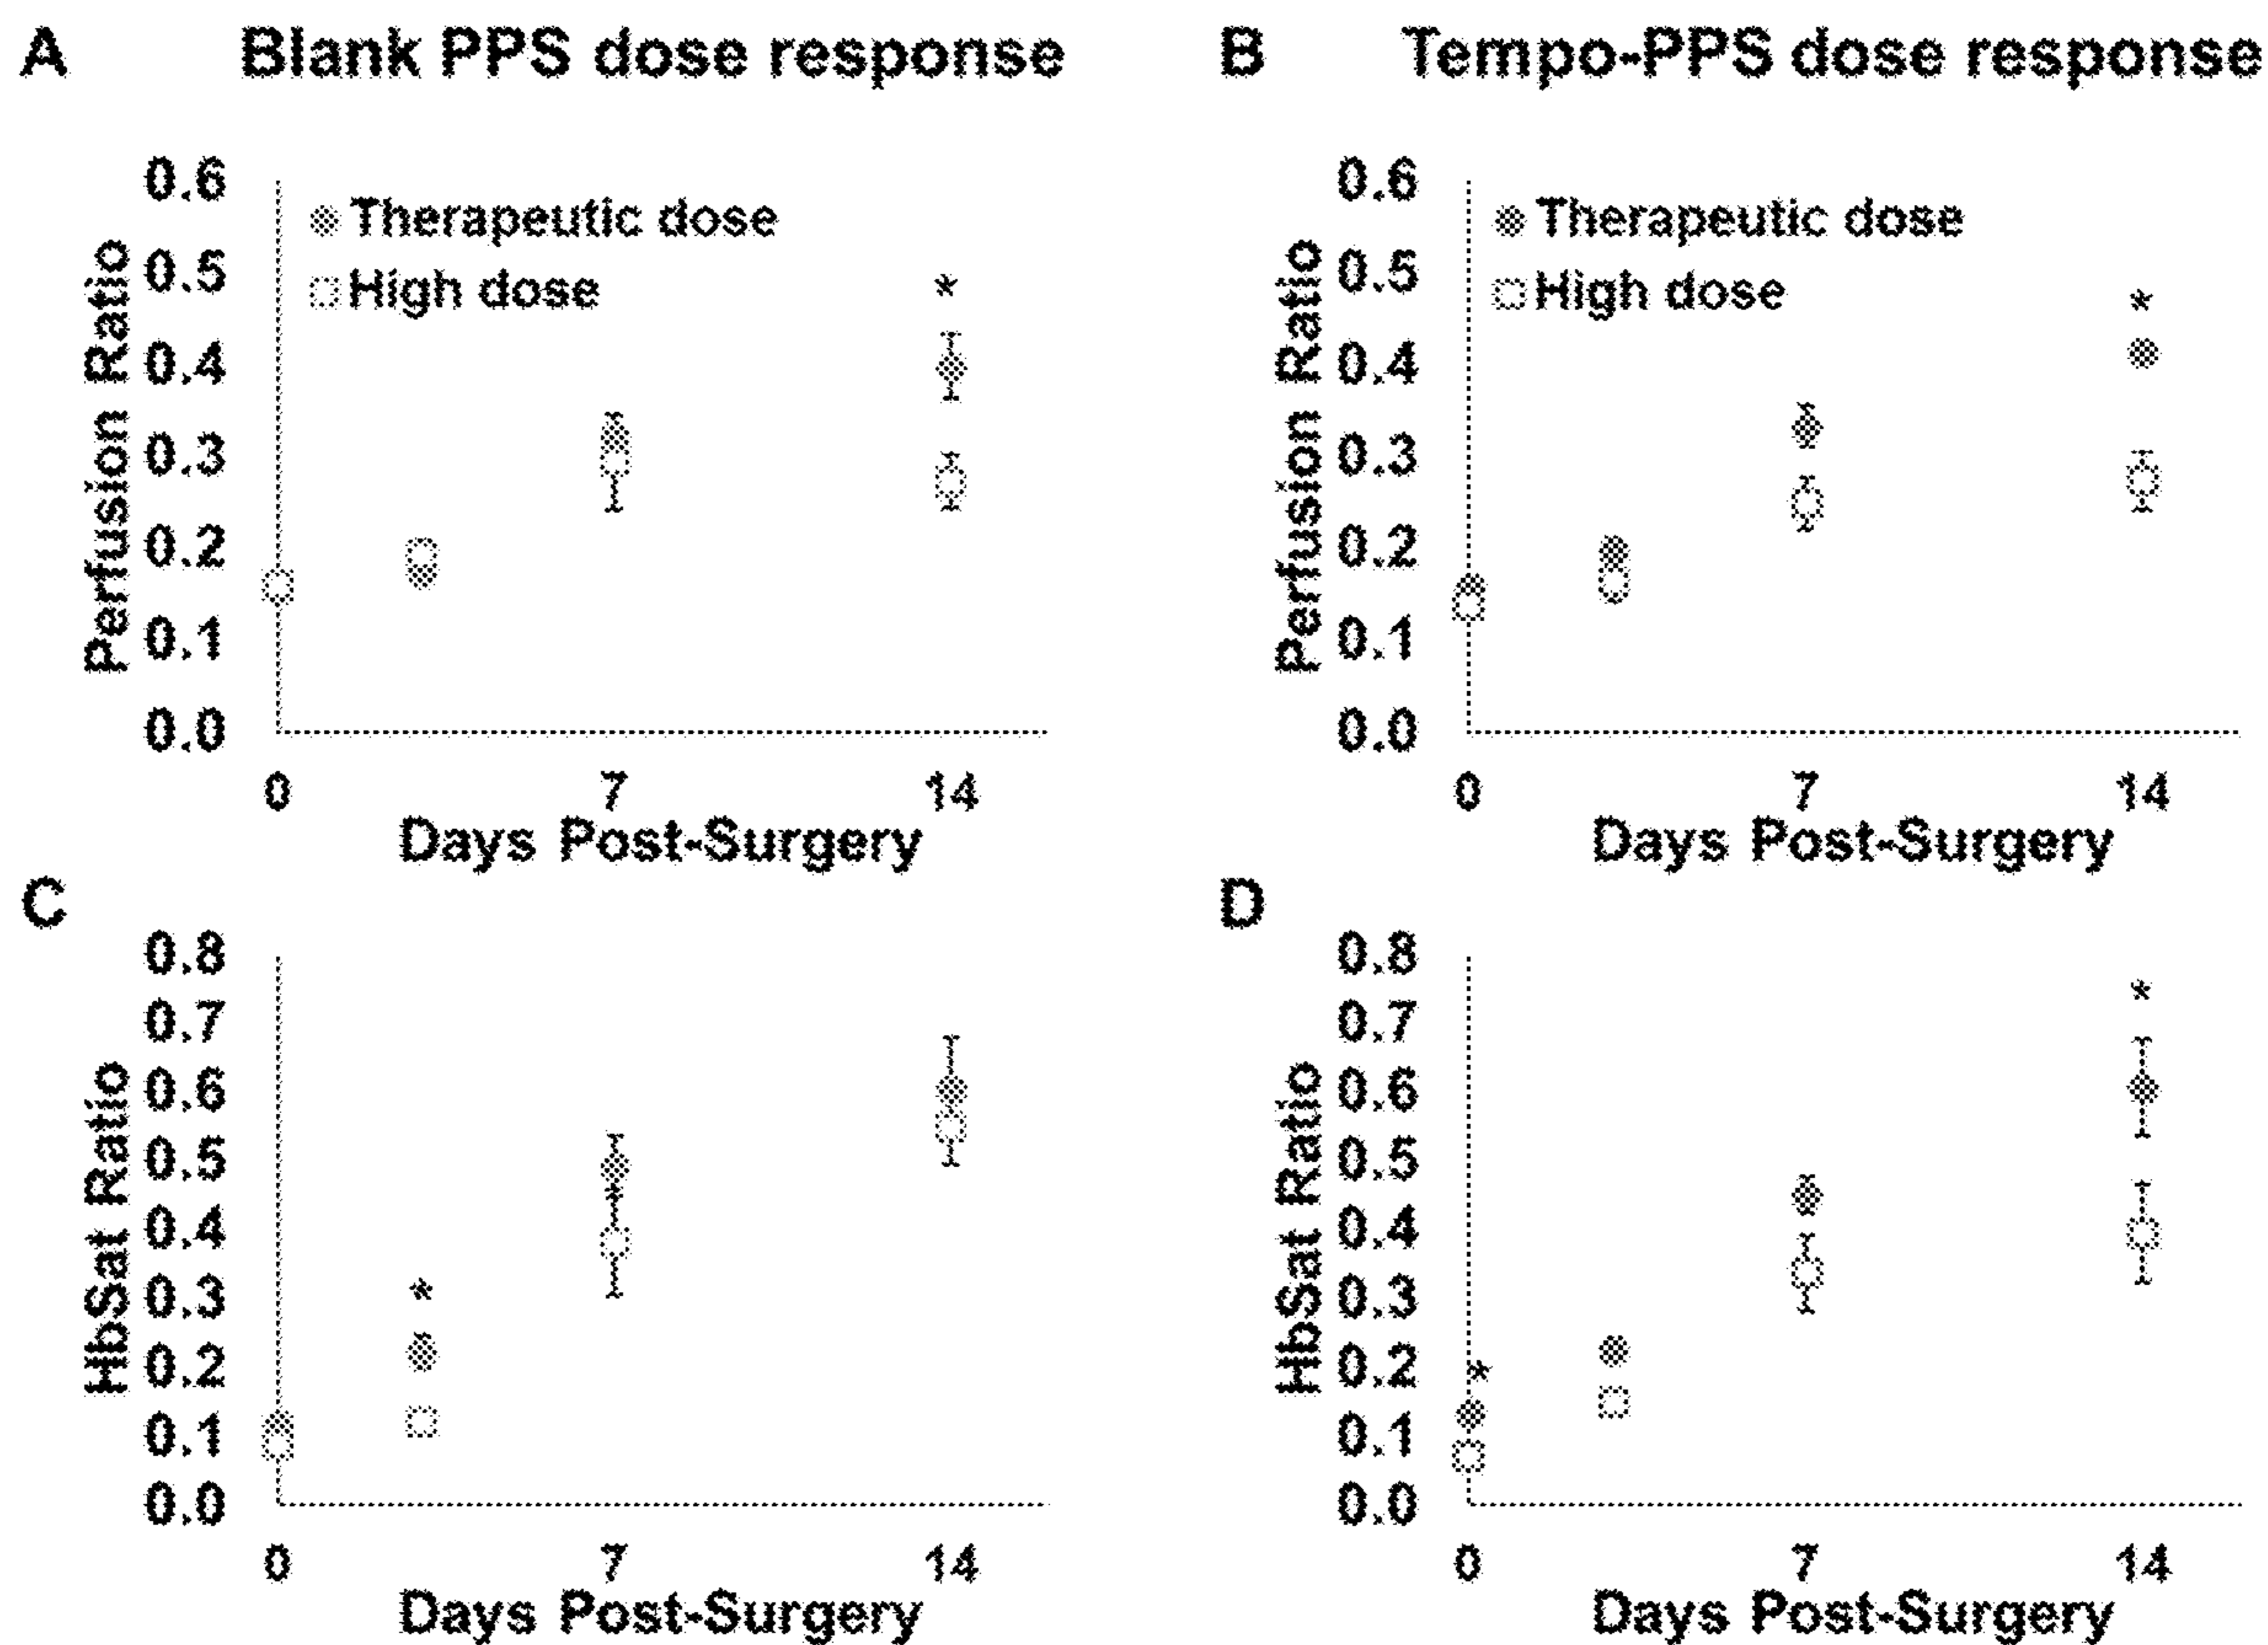 A Blank PPS dose response
B Tempo-PPS dose response
Perfusion Ratio
0.6
0.5
0.4
0.3
0.2
0.1
0.0
Therapeutic dose
High dose
*
0 7 14
Days Post-Surgery
Perfusion Ratio
0.6
0.5
0.4
0.3
0.2
0.1
0.0
Therapeutic dose
High dose
*
0 7 14
Days Post-Surgery
C
HbSat Ratio
0.8
0.7
0.6
0.5
0.4
0.3
0.2
0.1
0.0
*
0 7 14
Days Post-Surgery
D
HbSat Ratio
0.8
0.7
0.6
0.5
0.4
0.3
0.2
0.1
0.0
*
*
0 7 14
Days Post-Surgery